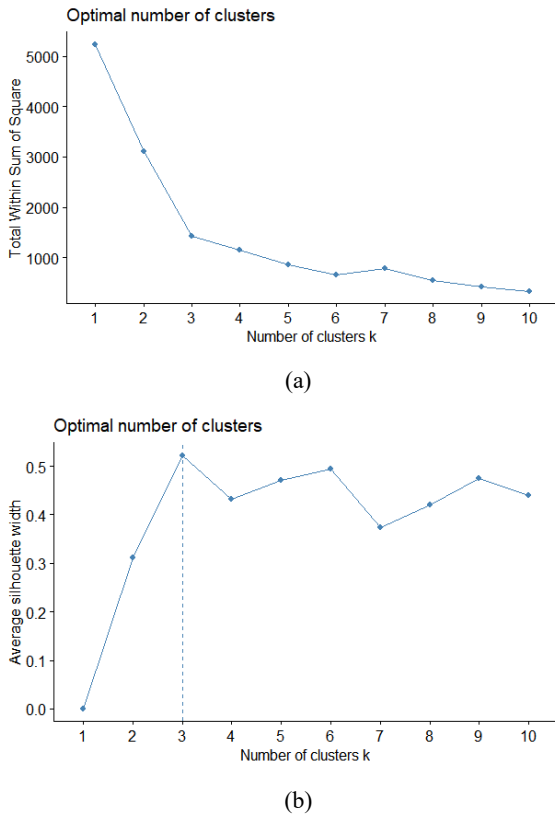 Optimal number of clusters
Total Within Sum of Square
5000
4000
3000
2000
1000
1 2 3 4 5 6 7 8 9 10
Number of clusters k
(a)
Optimal number of clusters
Average silhouette width
0.5
0.4
0.3
0.2
0.1
0.0
1 2 3 4 5 6 7 8 9 10
Number of clusters k
(b)